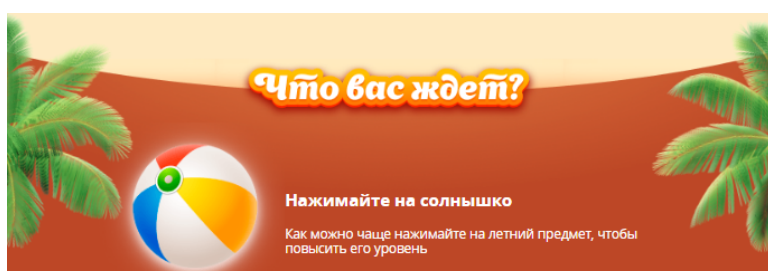 Что вас ждет?
Нажимайте на солнышко
Как можно чаще нажимайте на летний предмет, чтобы
повысить его уровень